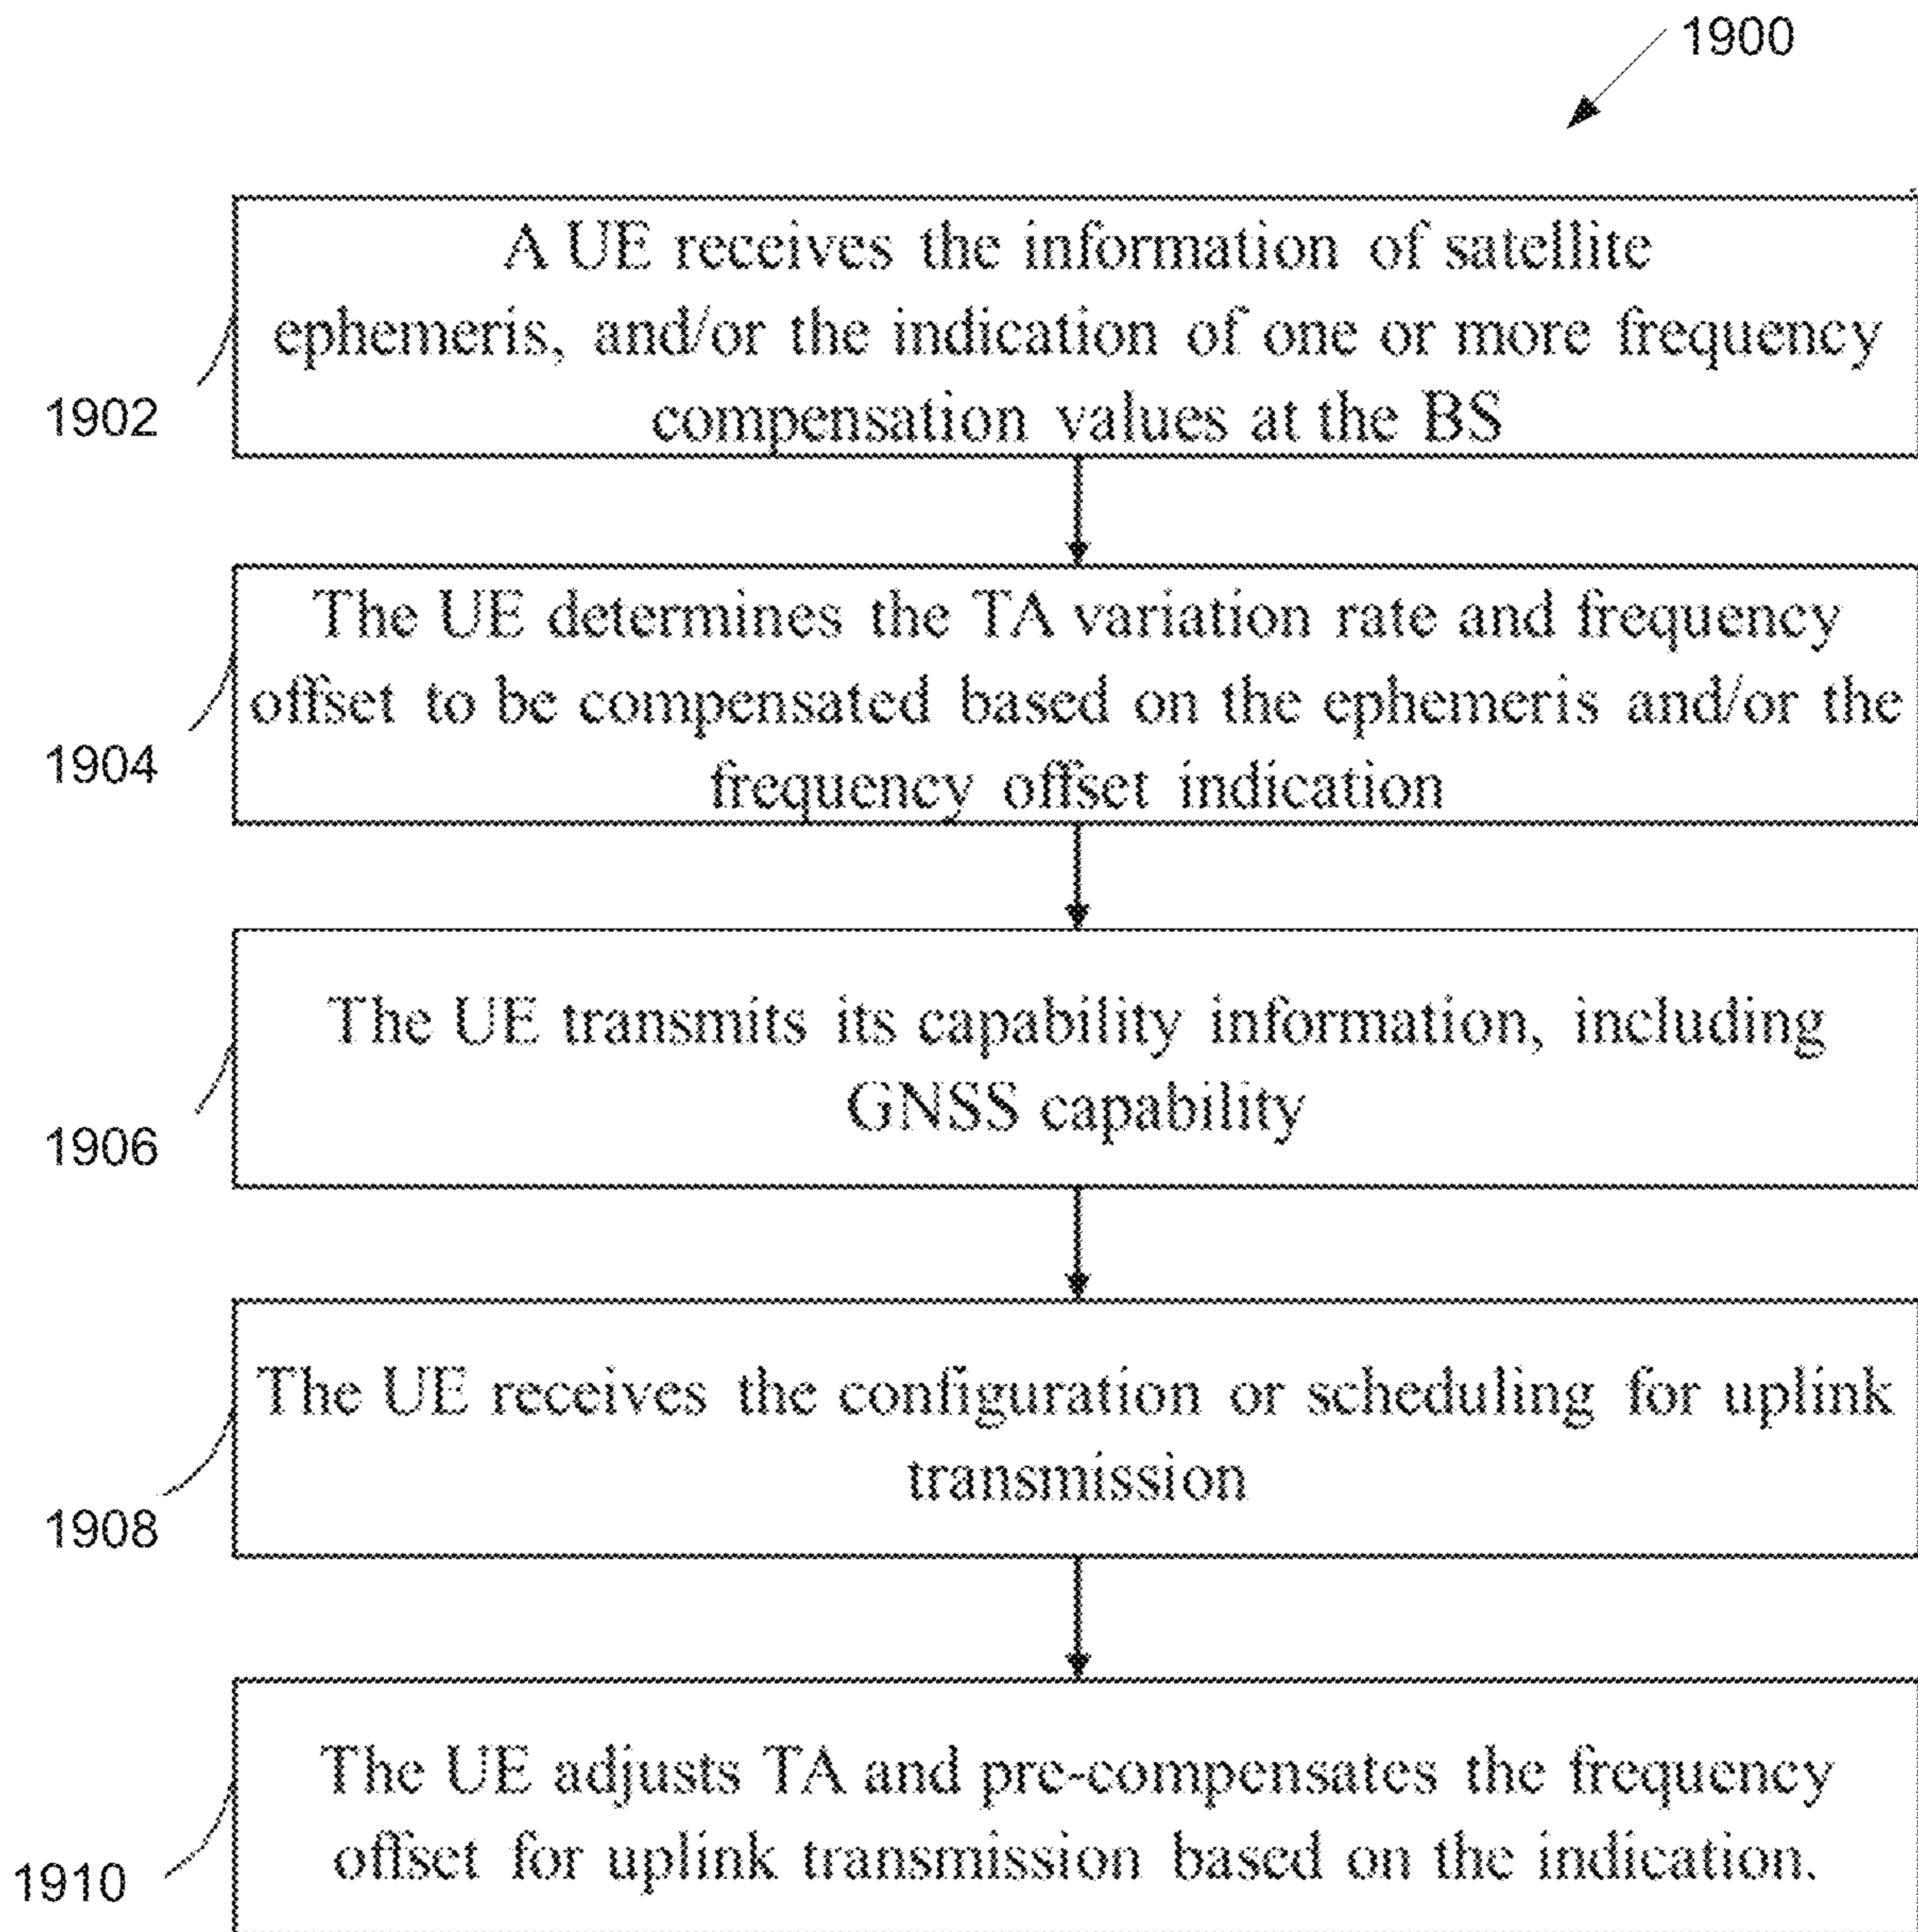 1900
A UE receives the information of satellite
ephemeris, and/or the indication of one or more frequency
compensation values at the BS
1902
The UE determines the TA variation rate and frequency
offset to be compensated based on the ephemeris and/or the
frequency offset indication
1904
The UE transmits its capability information, including
GNSS capability
1906
The UE receives the configuration or scheduling for uplink
transmission
1908
The UE adjusts TA and pre-compensates the frequency
offset for uplink transmission based on the indication.
1910